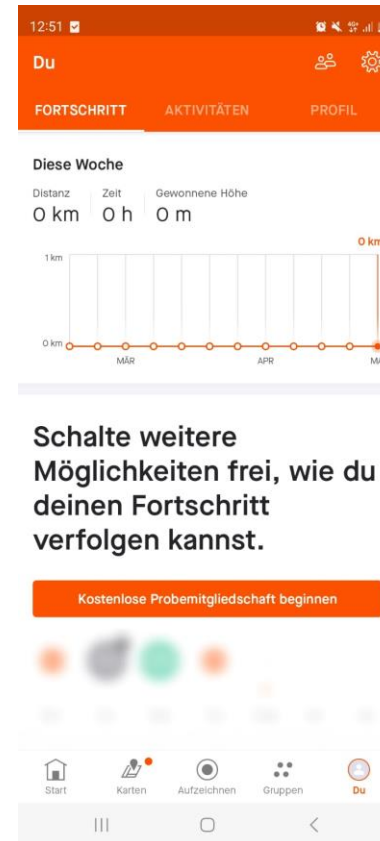 12:51
Du
FORTSCHRITT AKTIVITÄTEN PROFIL
Diese Woche
Distanz Zeit Gewonnene Höhe
0 km 0 h 0 m
0 km
1 km
0 km
MÄR APR
Schalte weitere
Möglichkeiten frei, wie du
deinen Fortschritt
verfolgen kannst.
Kostenlose Probemitgliedschaft beginnen
Start Karten Aufzeichnen Gruppen Du